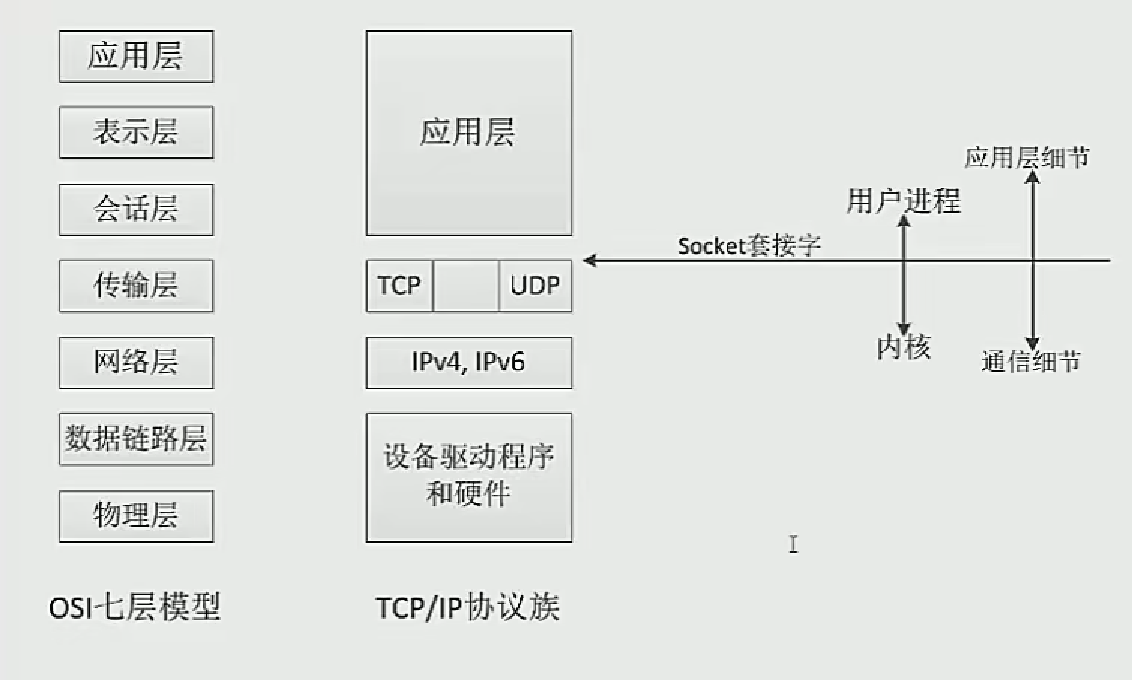 应用层
表示层
会话层
传输层
网络层
数据链路层
物理层
OSI七层模型
应用层
TCP
UDP
IPv4, IPv6
设备驱动程序
和硬件
TCP/IP协议族
Socket套接字
用户进程
内核
应用层细节
通信细节